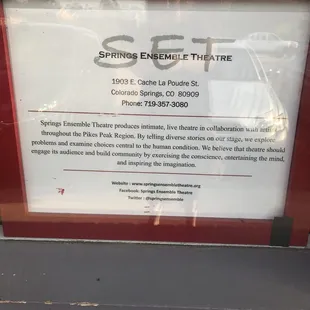 SET
SPRINGS ENSEMBLE THEATRE
1903 E. Cache La Poudre St.
Colorado Springs, CO 80909
Phone: 719-357-3080
Springs Ensemble Theatre produces intimate, live theatre in collaboration with
throughout the Pikes Peak Region. By telling diverse stories on our stage, we explore
problems and examine choices central to the human condition. We believe that theatre should
engage its audience and build community by exercising the conscience, entertaining the mind,
and inspiring the imagination.
Website : www.springsensembletheatre.org
Facebook: Springs Ensemble Theatre
Twitter : @springsensemble